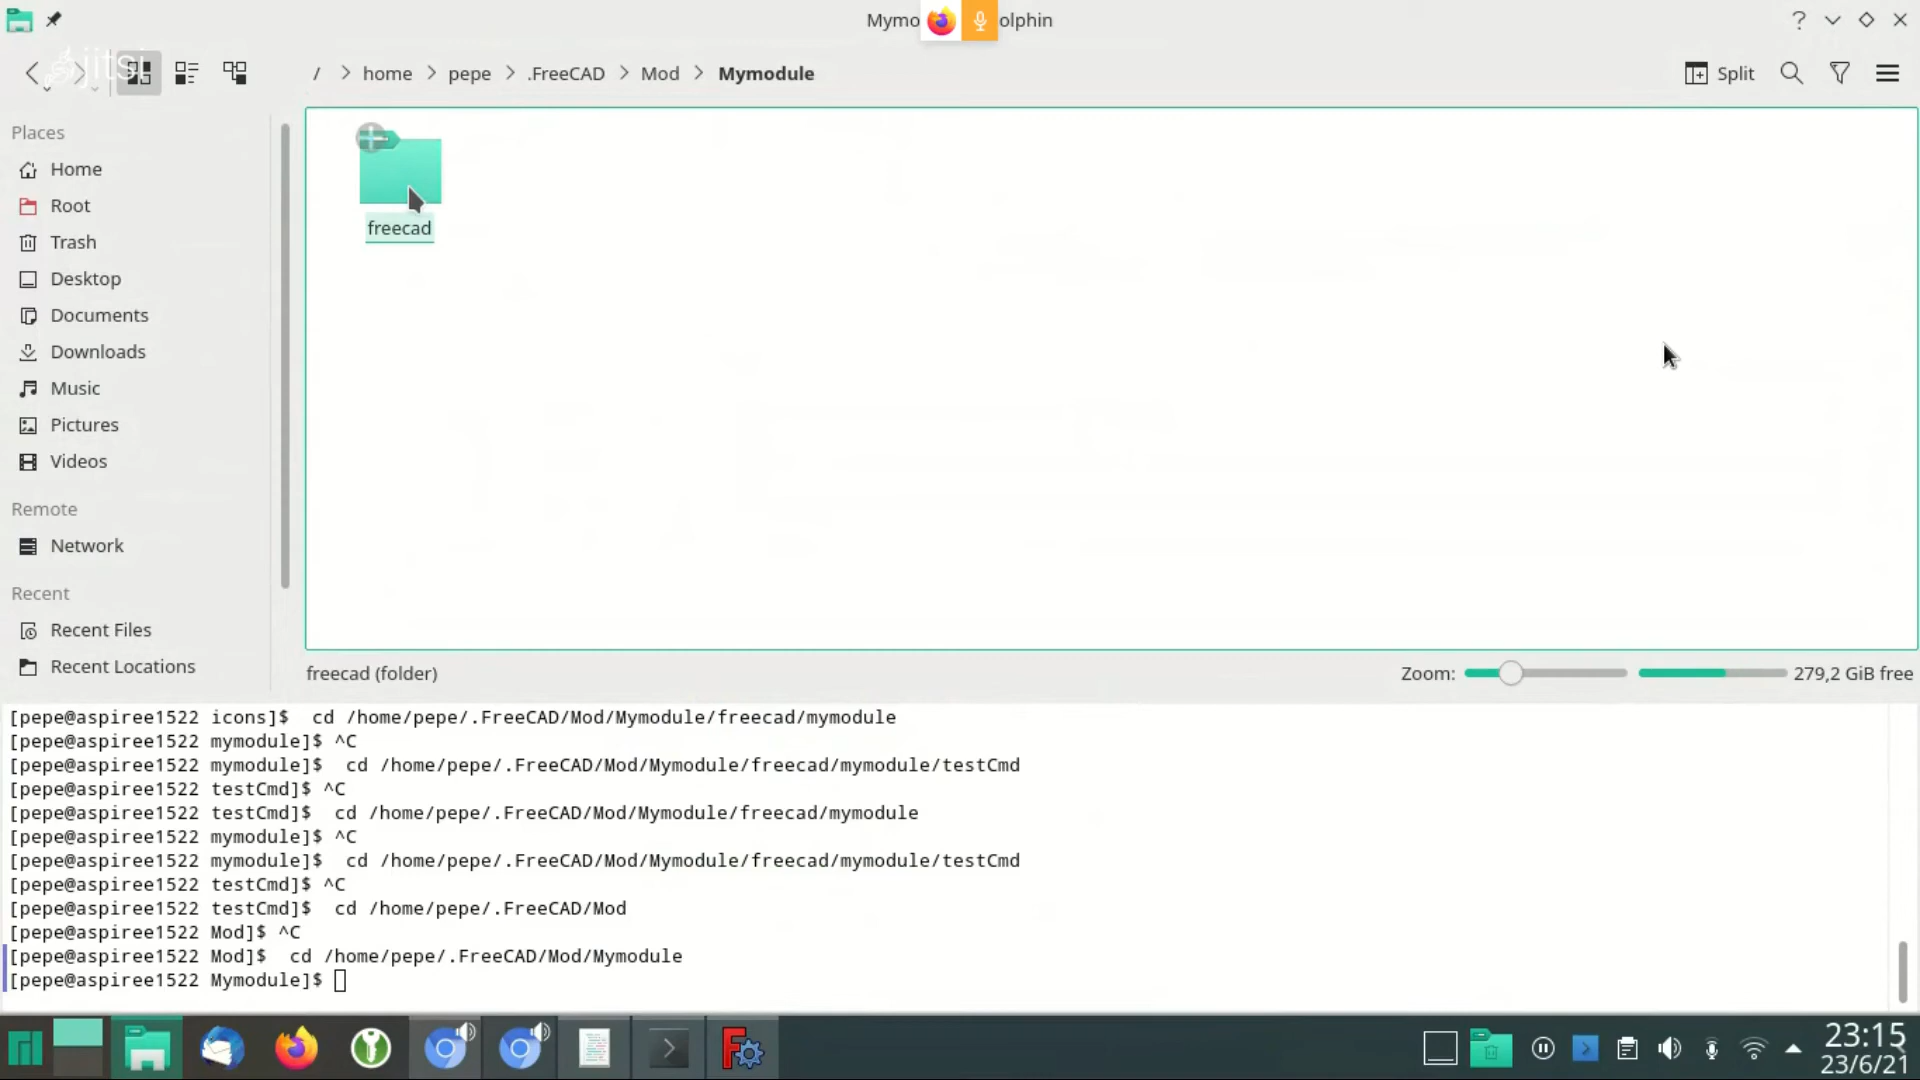 Mymo olphin
jitsi
/ home pepe .FreeCAD Mod Mymodule
Split
Places
Home
Root
Trash
Desktop
Documents
Downloads
Music
Pictures
Videos
Remote
Network
Recent
Recent Files
Recent Locations
freecad
freecad (folder)
Zoom:
279,2 GiB free
[pepe@aspiree1522 icons]$  cd /home/pepe/.FreeCAD/Mod/Mymodule/freecad/mymodule
[pepe@aspiree1522 mymodule]$ ^C
[pepe@aspiree1522 mymodule]$  cd /home/pepe/.FreeCAD/Mod/Mymodule/freecad/mymodule/testCmd
[pepe@aspiree1522 testCmd]$ ^C
[pepe@aspiree1522 testCmd]$  cd /home/pepe/.FreeCAD/Mod/Mymodule/freecad/mymodule
[pepe@aspiree1522 mymodule]$ ^C
[pepe@aspiree1522 mymodule]$  cd /home/pepe/.FreeCAD/Mod/Mymodule/freecad/mymodule/testCmd
[pepe@aspiree1522 testCmd]$ ^C
[pepe@aspiree1522 testCmd]$  cd /home/pepe/.FreeCAD/Mod
[pepe@aspiree1522 Mod]$ ^C
[pepe@aspiree1522 Mod]$  cd /home/pepe/.FreeCAD/Mod/Mymodule
[pepe@aspiree1522 Mymodule]$
23:15
23/6/21